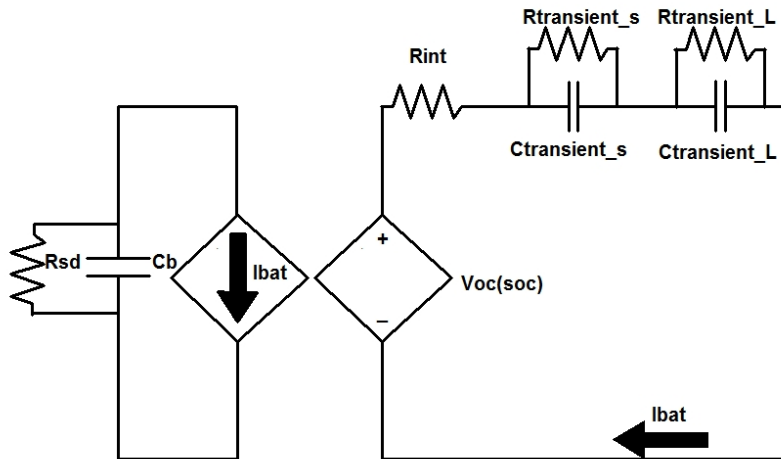 Rtransient_s
Rtransient_L
Rint
Ctransient_s
Ctransient_L
+
Rsd
Cb
Ibat
Voc(soc)
–
Ibat